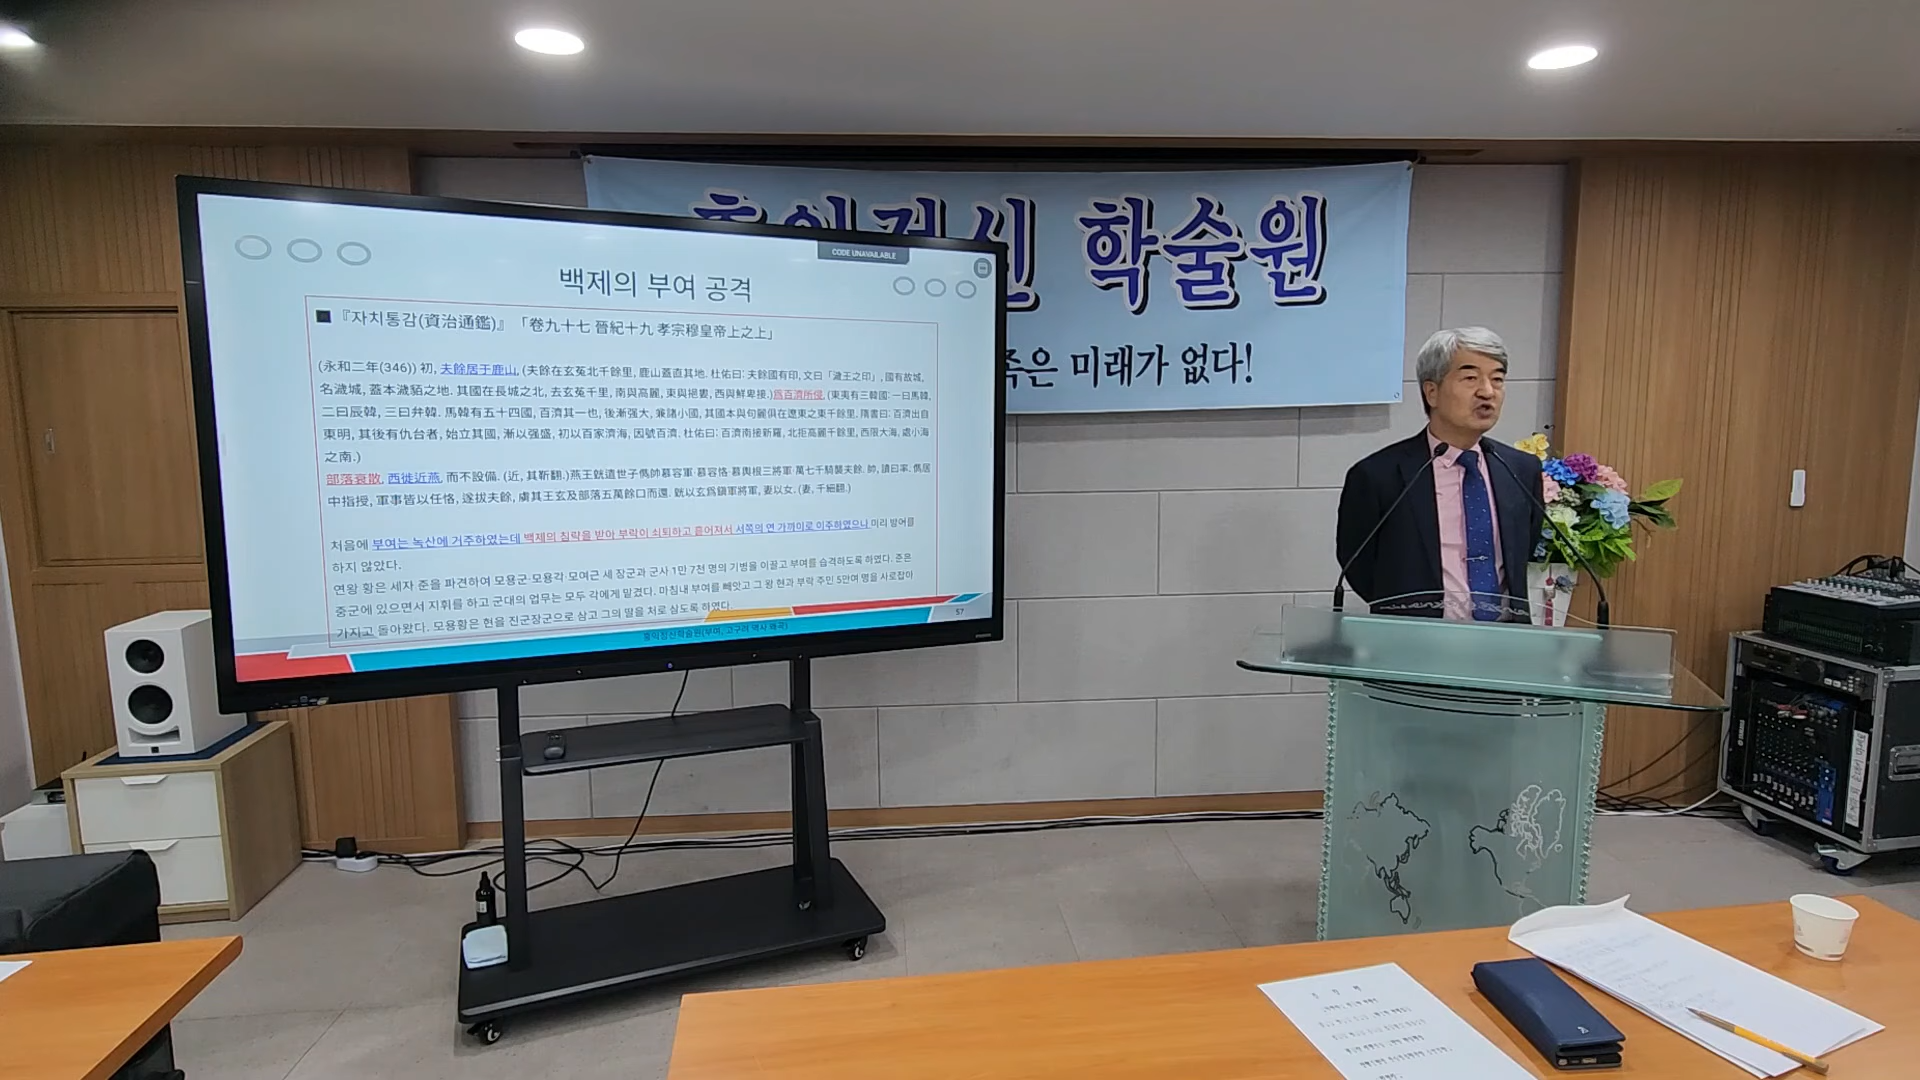 CODE UNAVAILABLE
백제의 부여 공격
■『자치통감(資治通鑑)』「卷九十七 晉紀十九 孝宗穆皇帝上之上」
(永和二年(346)) 初, 夫餘居于鹿山, (夫餘在玄菟北千餘里, 鹿山蓋直其地. 杜佑曰: 夫餘國有印, 文曰「濊王之印」, 國有故城,
名濊城, 蓋本濊貊之地. 其國在長城之北, 去玄菟千里, 南與高麗, 東與挹婁, 西與鮮卑接.)爲百濟所侵, (東夷有三韓國: 一曰馬韓,
二曰辰韓, 三曰弁韓. 馬韓有五十四國, 百濟其一也, 後漸强大, 兼諸小國, 其國本與句麗俱在遼東之東千餘里. 隋書曰: 百濟出自
東明, 其後有仇台者, 始立其國, 漸以强盛, 初以百家濟海, 因號百濟. 杜佑曰: 百濟南接新羅, 北拒高麗千餘里, 西限大海, 處小海
之南.)
部落衰散, 西徙近燕, 而不設備. (近, 其靳翻.)燕王皝遣世子儁帥慕容軍·慕容恪·慕輿根三將軍·萬七千騎襲夫餘. 帥, 讀曰率. 儁居
中指授, 軍事皆以任恪, 遂拔夫餘, 虜其王玄及部落五萬餘口而還. 皝以玄爲鎭軍將軍, 妻以女. (妻, 千細翻.)
처음에 부여는 녹산에 거주하였는데 백제의 침략을 받아 부락이 쇠퇴하고 흩어져서 서쪽의 연 가까이로 이주하였으나 미리 방어를
하지 않았다.
연왕 황은 세자 준을 파견하여 모용군·모용각·모여근 세 장군과 군사 1만 7천 명의 기병을 이끌고 부여를 습격하도록 하였다. 준은
중군에 있으면서 지휘를 하고 군대의 업무는 모두 각에게 맡겼다. 마침내 부여를 빼앗고 그 왕 현과 부락 주민 5만여 명을 사로잡아
가지고 돌아왔다. 모용황은 현을 진군장군으로 삼고 그의 딸을 처로 삼도록 하였다.
홍익정신학술원(부여, 고구려 역사 왜곡)
57
학술원
은 미래가 없다!
YAMAHA